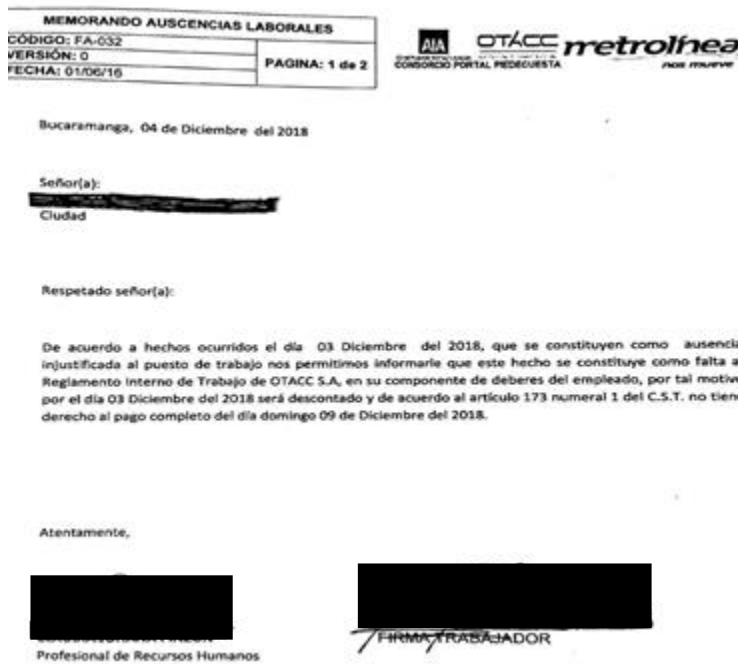 MEMORANDO AUSCENCIAS LABORALES
CÓDIGO: FA-032
VERSIÓN: 0
FECHA: 01/06/16
PAGINA: 1 de 2
AIA
OTACC
metrolínea
CONSORCIO PORTAL PIEDECUESTA
nos mueve
Bucaramanga, 04 de Diciembre del 2018
Señor(a):
Ciudad
Respetado señor(a):
De acuerdo a hechos ocurridos el día 03 Diciembre del 2018, que se constituyen como ausencia
injustificada al puesto de trabajo nos permitimos informarle que este hecho se constituye como falta a
Reglamento Interno de Trabajo de OTACC S.A, en su componente de deberes del empleado, por tal motivo
por el día 03 Diciembre del 2018 será descontado y de acuerdo al artículo 173 numeral 1 del C.S.T. no tiene
derecho al pago completo del día domingo 09 de Diciembre del 2018.
Atentamente,
FIRMA TRABAJADOR
Profesional de Recursos Humanos